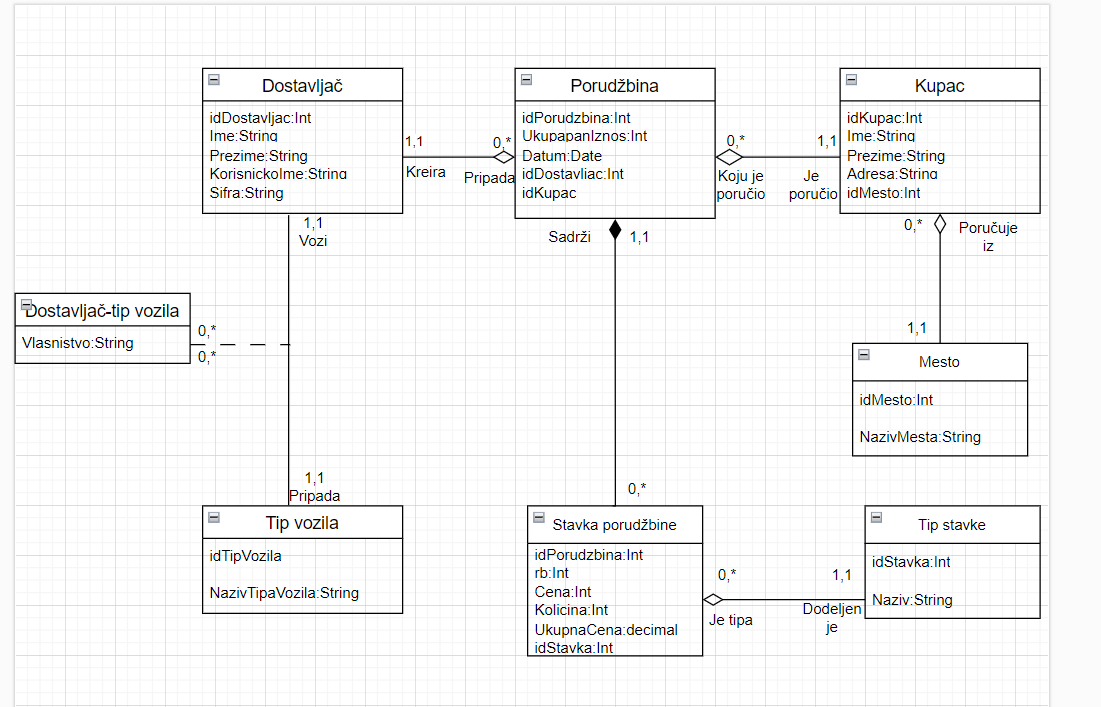 Dostavljač
idDostavljac:Int
Ime:String
Prezime:String
KorisnickoIme:String
Sifra:String
1,1
Kreira
0,*
Pripada
Porudžbina
idPorudzbina:Int
UkupapanIznos:Int
Datum:Date
idDostavliac:Int
idKupac
0,*
Koju je
poručio
1,1
Je
poručio
Kupac
idKupac:Int
Ime:String
Prezime:String
Adresa:String
idMesto:Int
1,1
Vozi
Sadrži
1,1
0,*
Poručuje
iz
Dostavljač-tip vozila
Vlasnistvo:String
0,*
0,*
1,1
Mesto
idMesto:Int
NazivMesta:String
1,1
Pripada
0,*
Tip vozila
idTipVozila
NazivTipaVozila:String
Stavka porudžbine
idPorudzbina:Int
rb:Int
Cena:Int
Kolicina:Int
UkupnaCena:decimal
idStavka:Int
0,*
Je tipa
1,1
Dodeljen
je
Tip stavke
idStavka:Int
Naziv:String